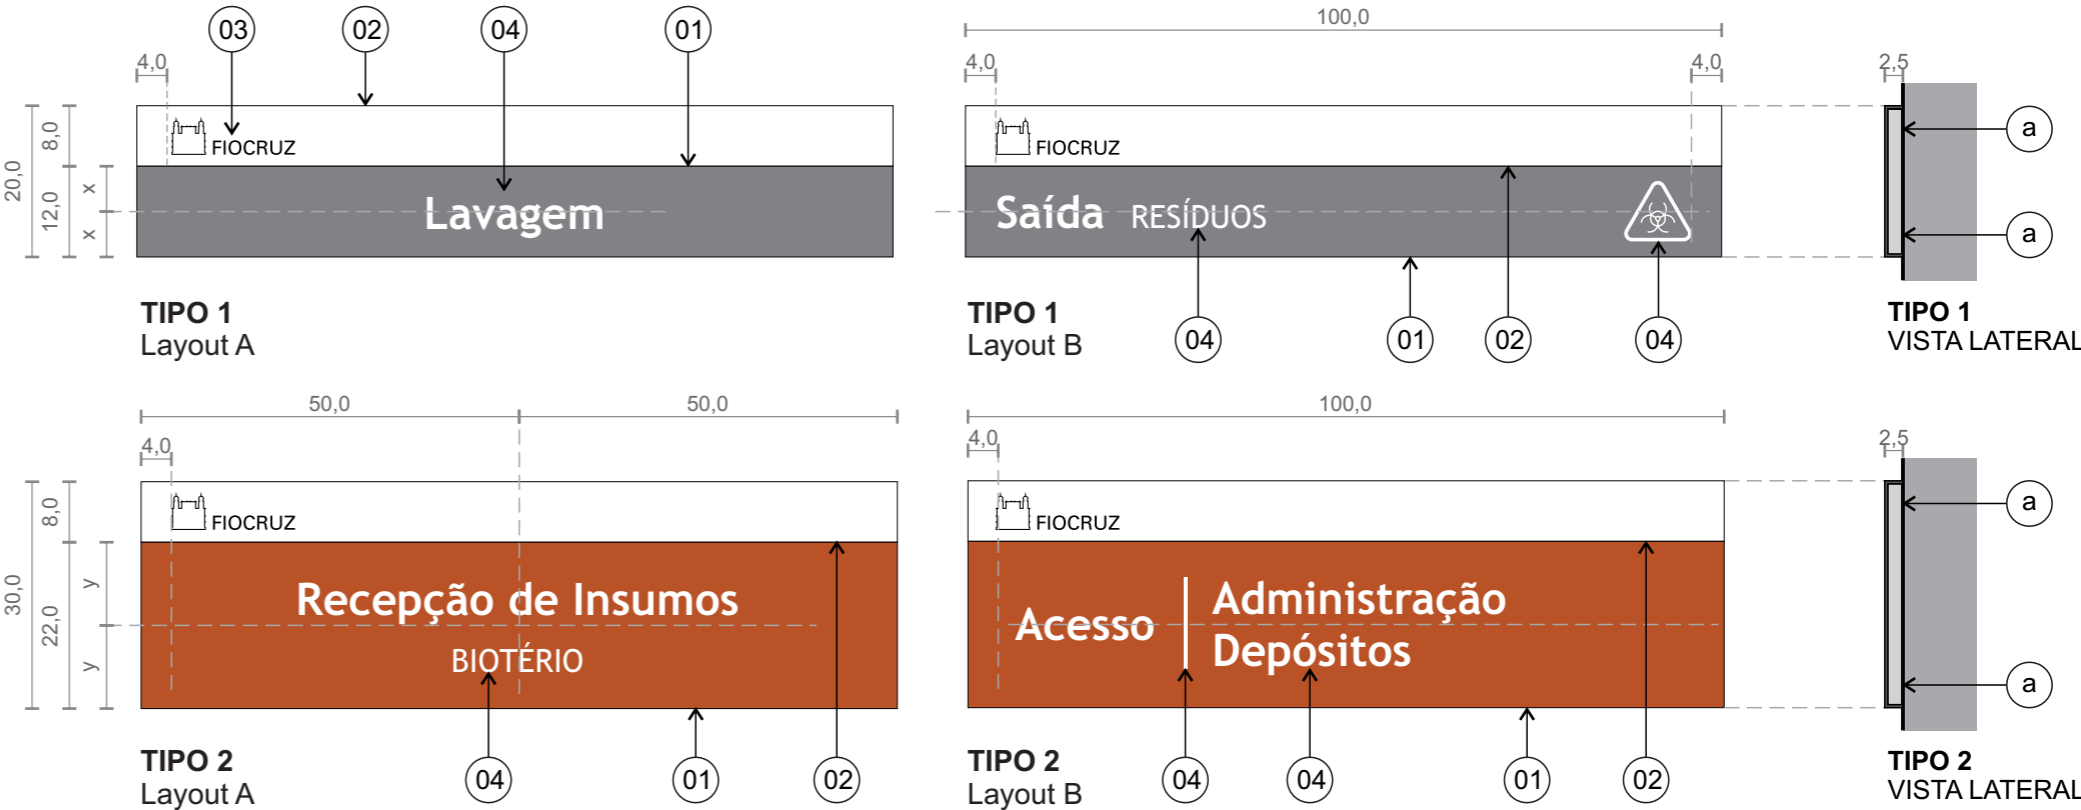 03
02
04
01
100,0
4,0
4,0
4,0
2,5
20,0
8,0
12,0
x
x
FIOCRUZ
Lavagem
FIOCRUZ
Saída RESÍDUOS
a
a
TIPO 1
Layout A
TIPO 1
Layout B
04
01
02
04
TIPO 1
VISTA LATERAL
50,0
50,0
100,0
4,0
4,0
2,5
30,0
8,0
22,0
y
y
FIOCRUZ
Recepção de Insumos
BIOTÉRIO
FIOCRUZ
Acesso
Administração
Depósitos
a
a
TIPO 2
Layout A
04
01
02
TIPO 2
Layout B
04
04
01
02
TIPO 2
VISTA LATERAL